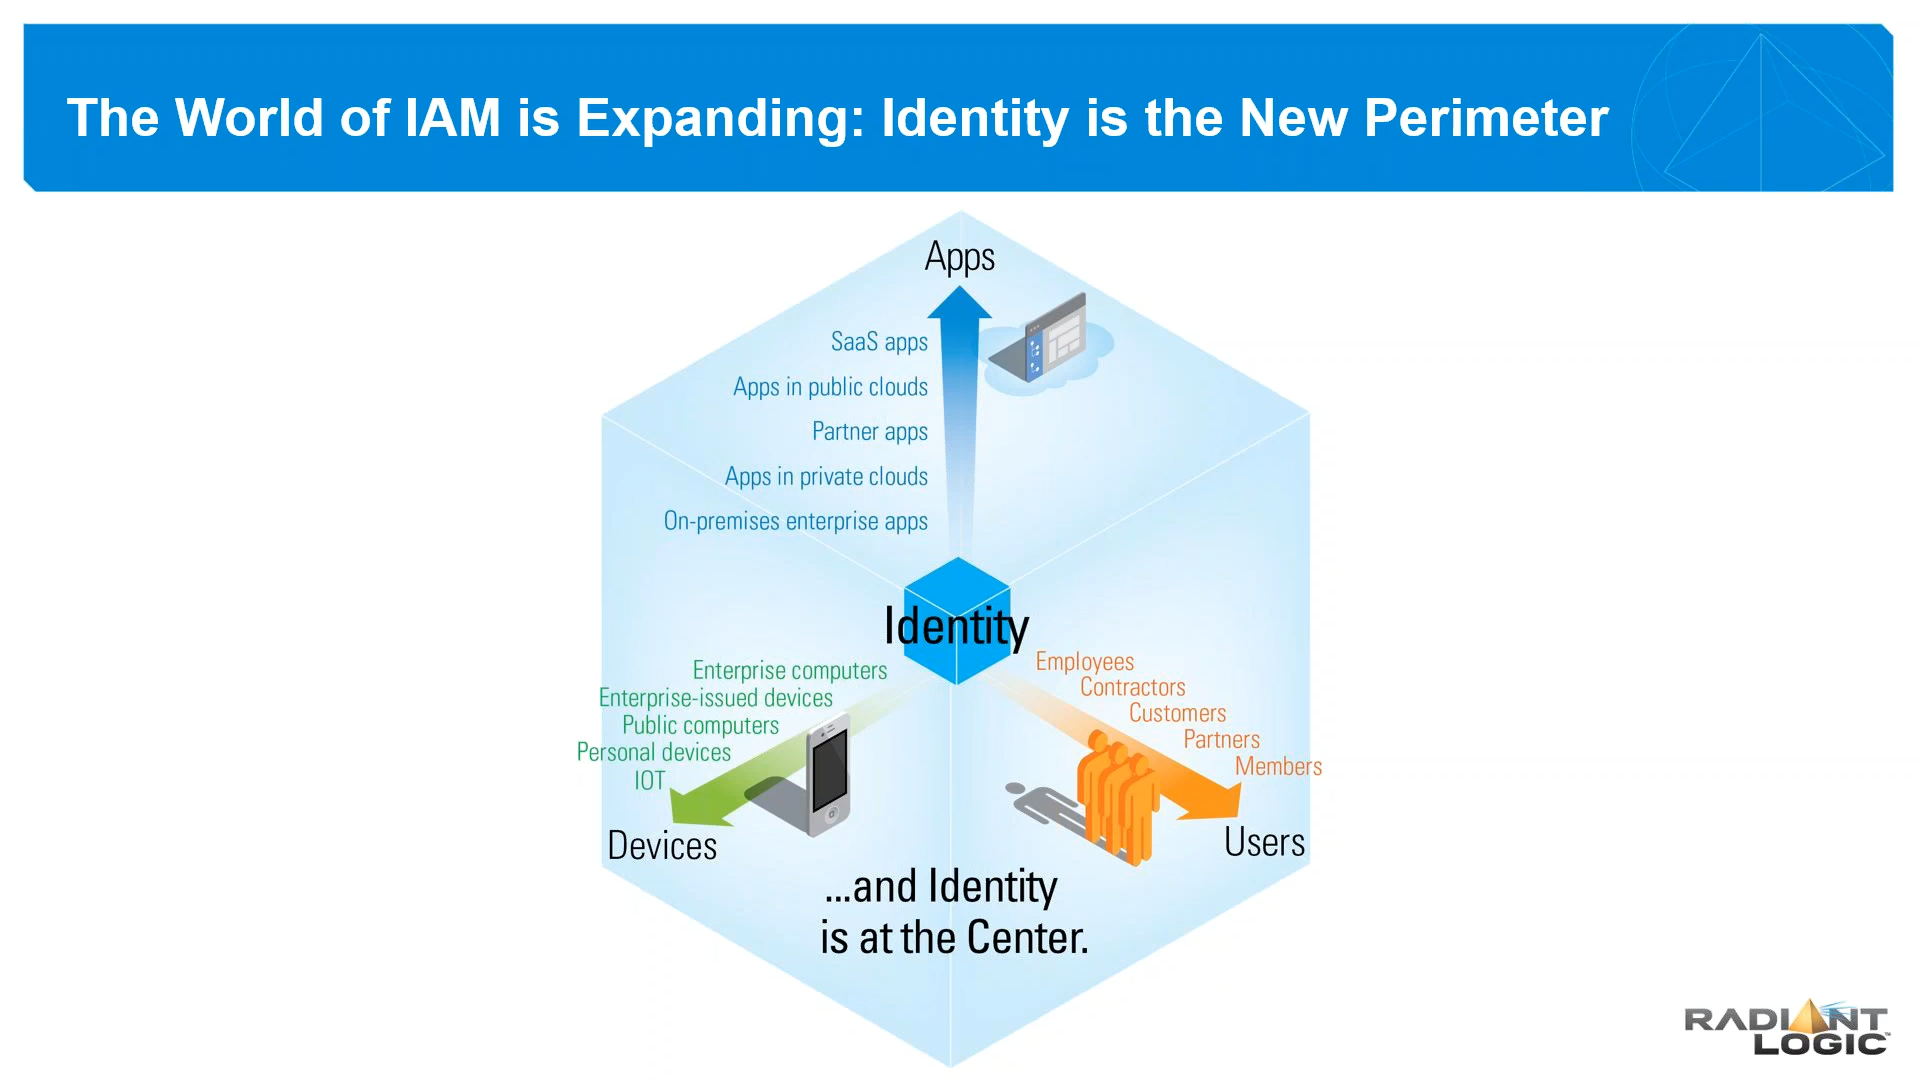 The World of IAM is Expanding: Identity is the New Perimeter
Apps
SaaS apps
Apps in public clouds
Partner apps
Apps in private clouds
On-premises enterprise apps
Identity
Enterprise computers
Enterprise-issued devices
Public computers
Personal devices
IOT
Devices
Employees
Contractors
Customers
Partners
Members
Users
...and Identity
is at the Center.
RADIANT
LOGIC™